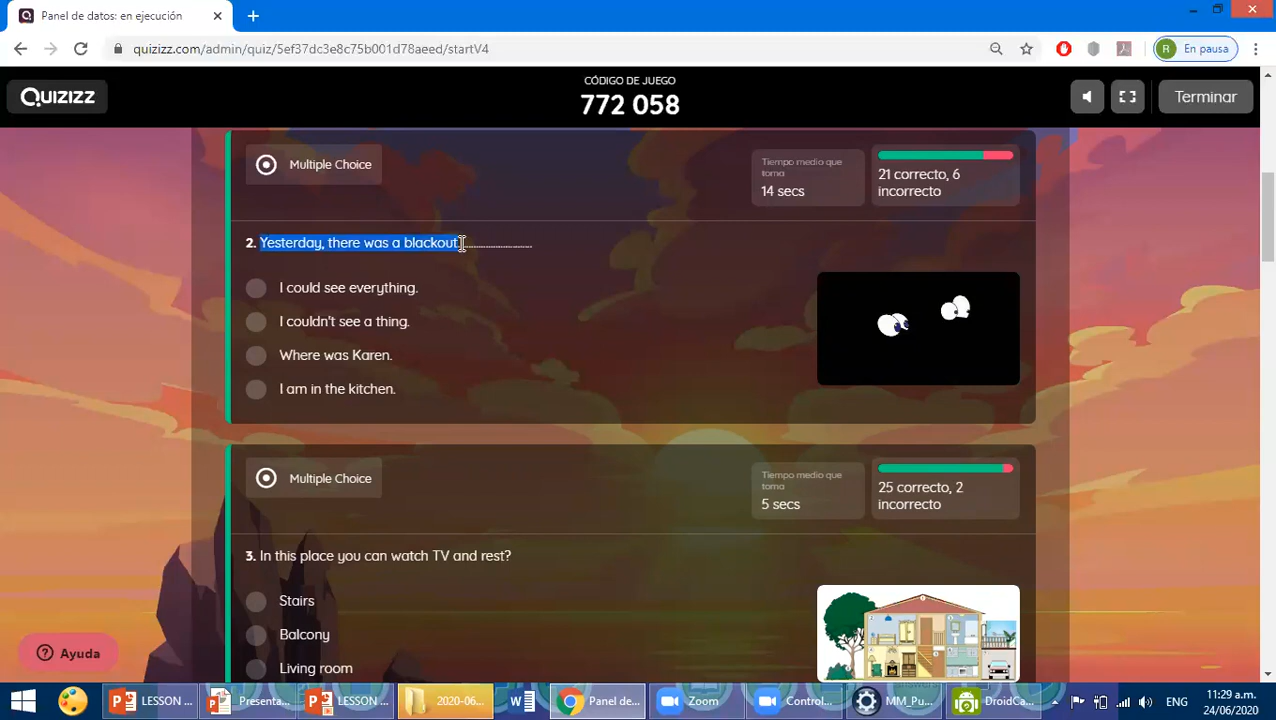 Panel de datos: en ejecución
quizizz.com/admin/quiz/5ef37dc3e8c75b001d78aeed/startV4
R En pausa
QUIZIZZ
CÓDIGO DE JUEGO
772 058
Terminar
Multiple Choice
Tiempo medio que
toma
14 secs
21 correcto, 6
incorrecto
2. Yesterday, there was a blackout.............................
I could see everything.
I couldn't see a thing.
Where was Karen.
I am in the kitchen.
Multiple Choice
Tiempo medio que
toma
5 secs
25 correcto, 2
incorrecto
3. In this place you can watch TV and rest?
Stairs
Balcony
Living room
Ayuda
LESSON ...
Presenta...
LESSON ...
2020-06...
Panel de...
Zoom
Control...
MM_Pu...
DroidCa...
ENG
11:29 a.m.
24/06/2020